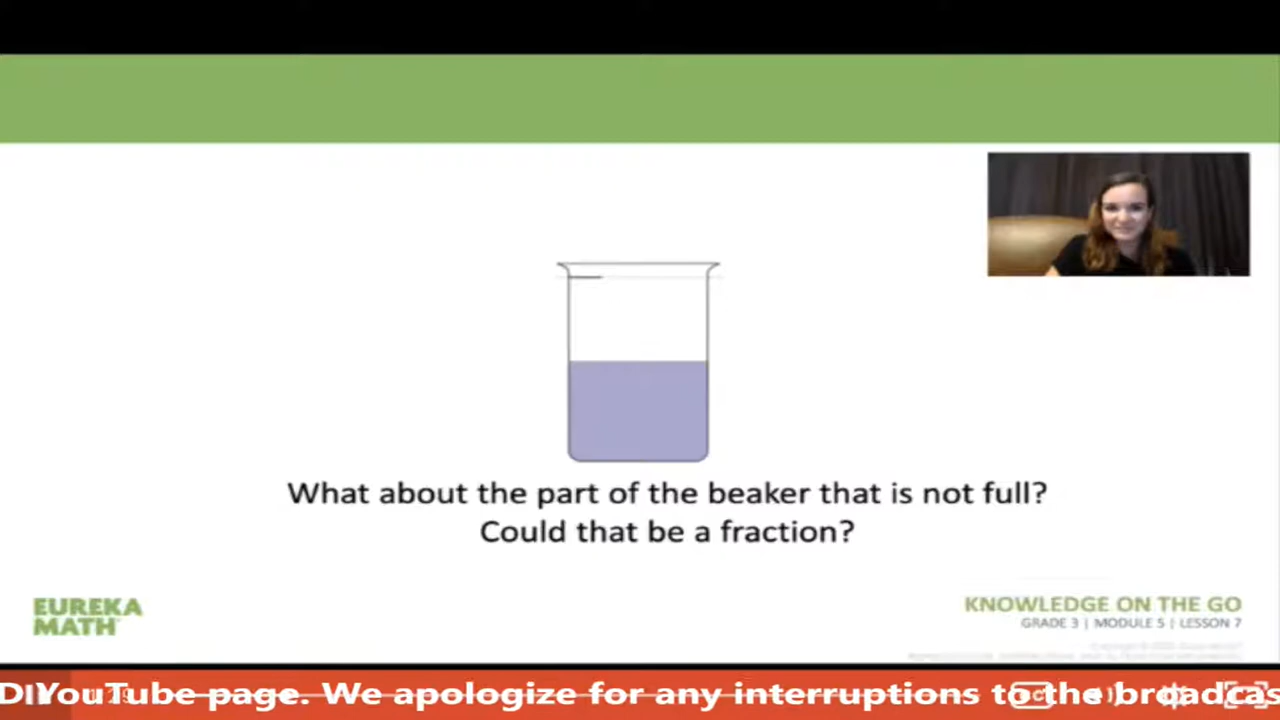 What about the part of the beaker that is not full?
Could that be a fraction?
EUREKA
MATH
KNOWLEDGE ON THE GO
GRADE 3 | MODULE 5 | LESSON 7
YouTube page. We apologize for any interruptions to the broadcas